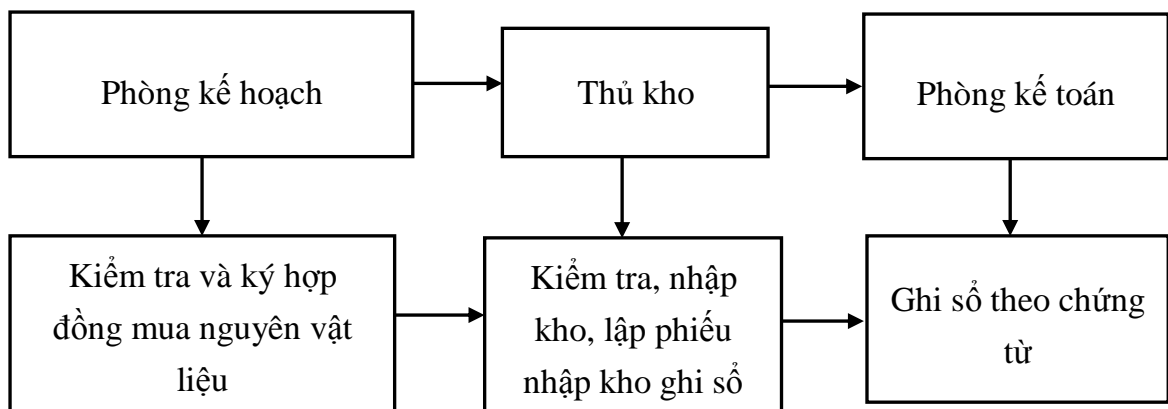 Phòng kế hoạch
Thủ kho
Phòng kế toán
Kiểm tra và ký hợp
đồng mua nguyên vật
liệu
Kiểm tra, nhập
kho, lập phiếu
nhập kho ghi sổ
Ghi sổ theo chứng
từ